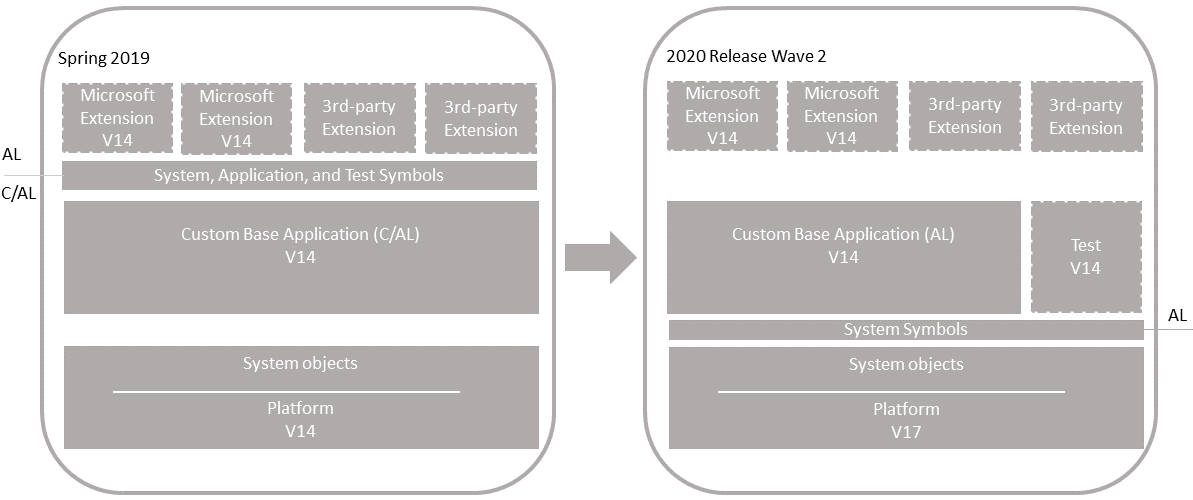 Spring 2019
Microsoft
Extension
V14
Microsoft
Extension
V14
3rd-party
Extension
3rd-party
Extension
AL
C/AL
System, Application, and Test Symbols
Custom Base Application (C/AL)
V14
System objects
Platform
V14
2020 Release Wave 2
Microsoft
Extension
V14
Microsoft
Extension
V14
3rd-party
Extension
3rd-party
Extension
Custom Base Application (AL)
V14
Test
V14
System Symbols
AL
System objects
Platform
V17